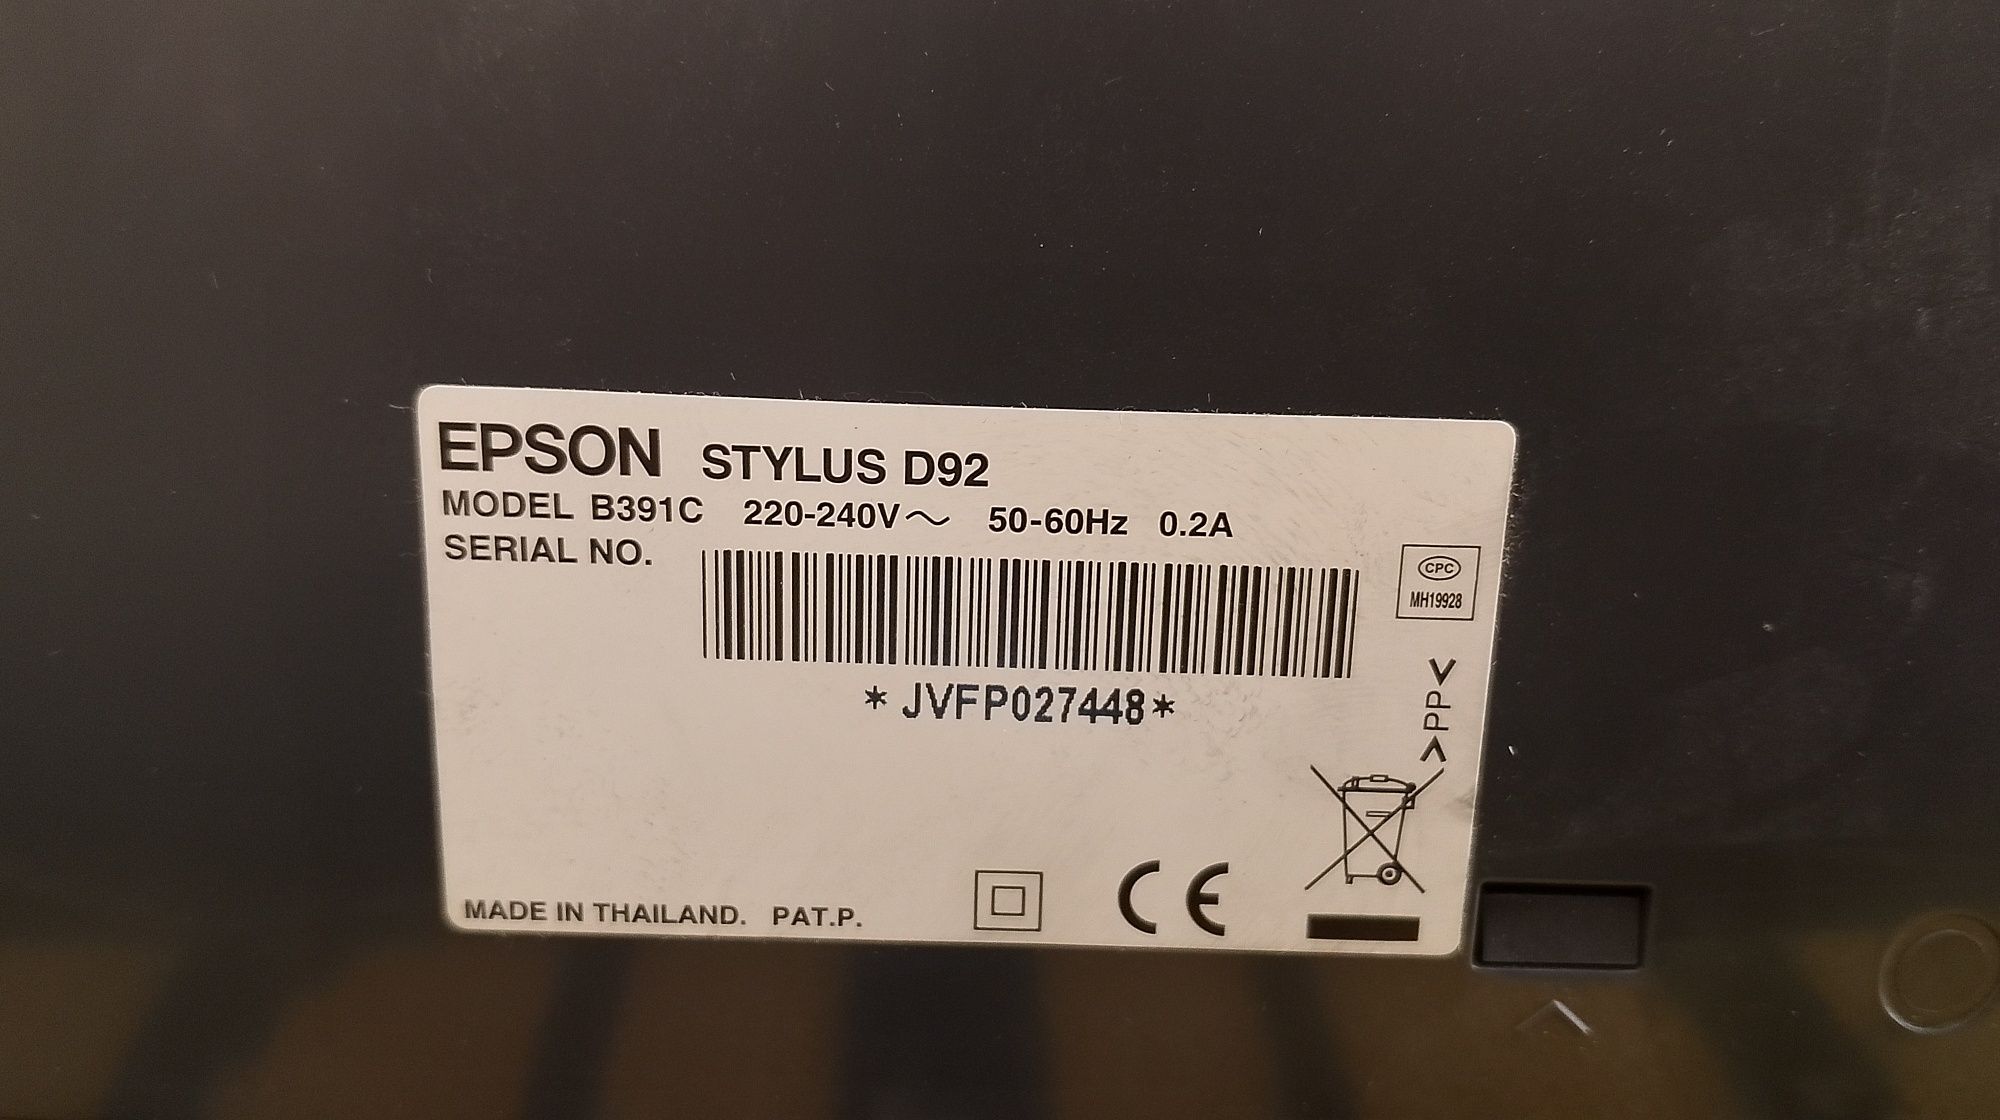 EPSON STYLUS D92
MODEL B391C 220-240V～ 50-60Hz 0.2A
SERIAL NO.
*JVFP027448*
CPC
MH19928
>PP<
MADE IN THAILAND. PAT.P.
CE